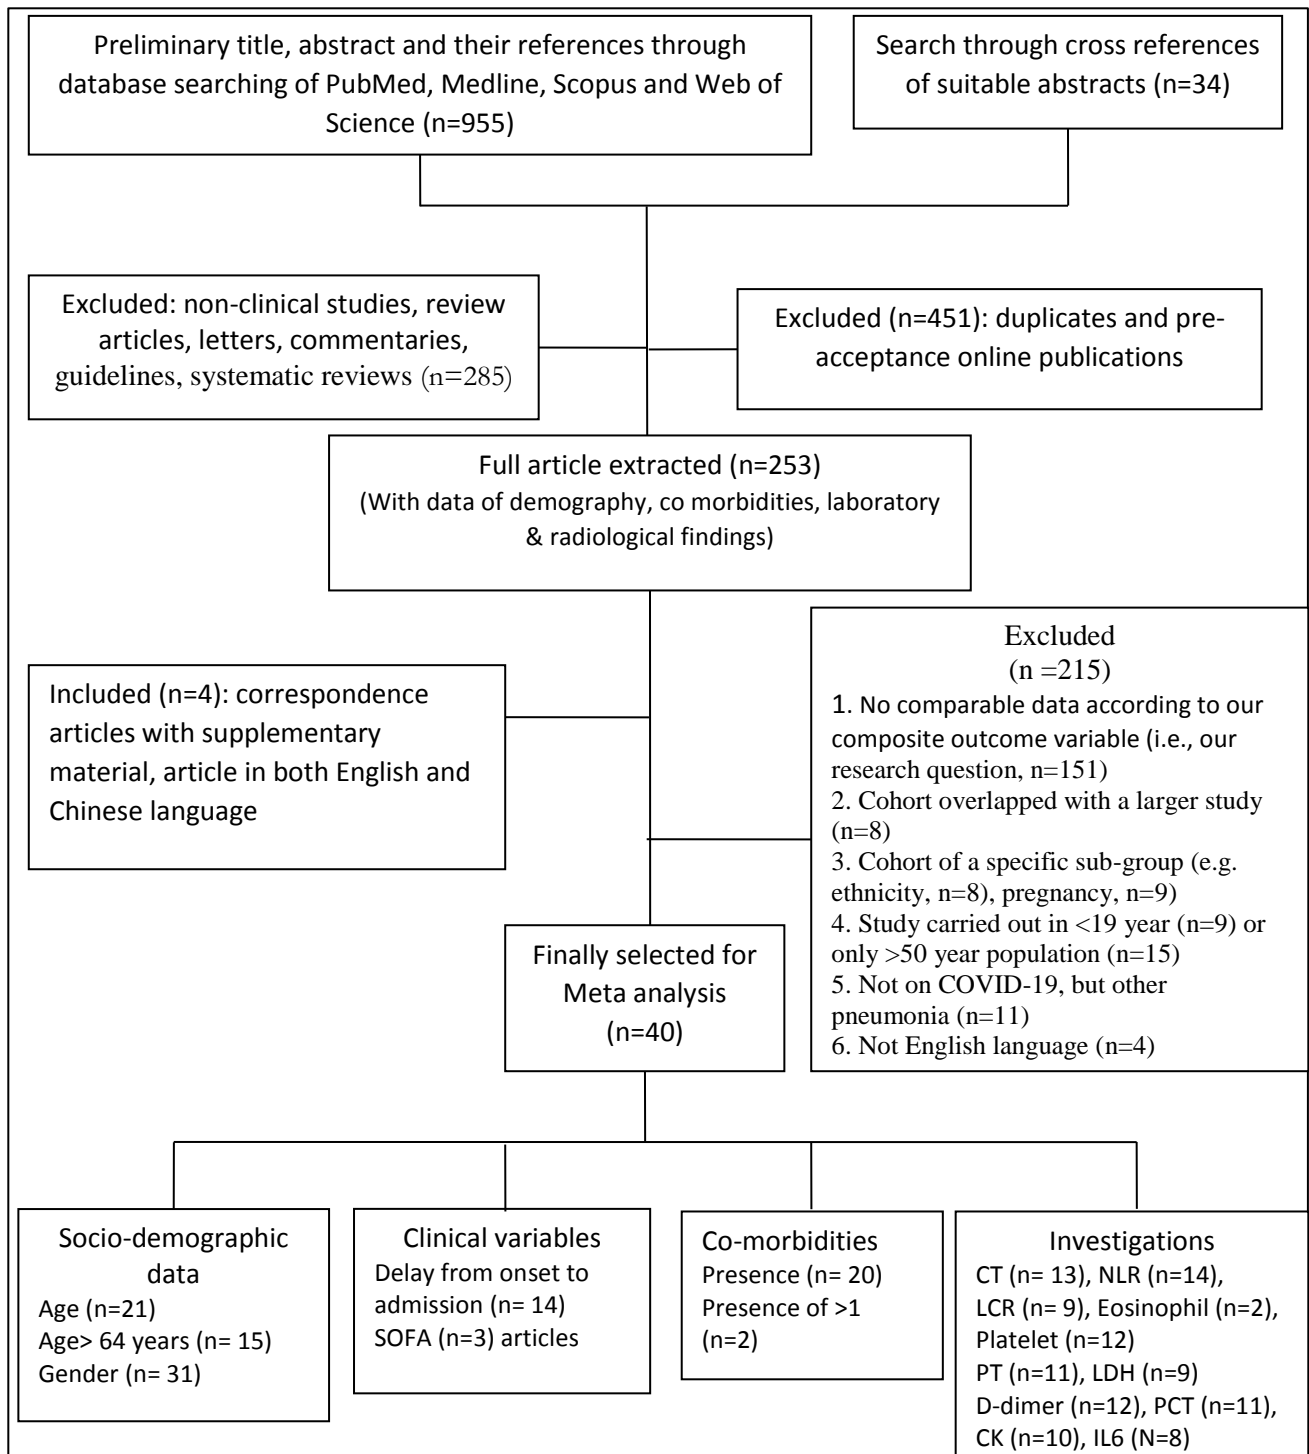 Preliminary title, abstract and their references through
database searching of PubMed, Medline, Scopus and Web of
Science (n=955)
Search through cross references
of suitable abstracts (n=34)
Excluded: non-clinical studies, review
articles, letters, commentaries,
guidelines, systematic reviews (n=285)
Excluded (n=451): duplicates and pre-
acceptance online publications
Full article extracted (n=253)
(With data of demography, co morbidities, laboratory
& radiological findings)
Included (n=4): correspondence
articles with supplementary
material, article in both English and
Chinese language
Excluded
(n =215)
1. No comparable data according to our
composite outcome variable (i.e., our
research question, n=151)
2. Cohort overlapped with a larger study
(n=8)
3. Cohort of a specific sub-group (e.g.
ethnicity, n=8), pregnancy, n=9)
4. Study carried out in <19 year (n=9) or
only >50 year population (n=15)
5. Not on COVID-19, but other
pneumonia (n=11)
6. Not English language (n=4)
Finally selected for
Meta analysis
(n=40)
Socio-demographic
data
Age (n=21)
Age> 64 years (n= 15)
Gender (n= 31)
Clinical variables
Delay from onset to
admission (n= 14)
SOFA (n=3) articles
Co-morbidities
Presence (n= 20)
Presence of >1
(n=2)
Investigations
CT (n= 13), NLR (n=14),
LCR (n= 9), Eosinophil (n=2),
Platelet (n=12)
PT (n=11), LDH (n=9)
D-dimer (n=12), PCT (n=11),
CK (n=10), IL6 (N=8)